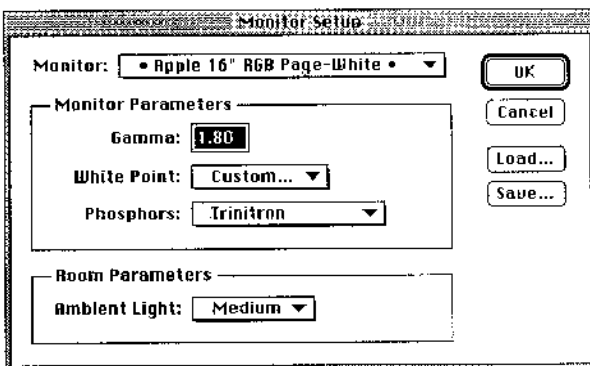 Monitor Setup
Monitor: • Apple 16" RGB Page-White •
OK
Monitor Parameters
Cancel
Gamma: 1.80
Load...
White Point: Custom...
Save...
Phosphors: Trinitron
Room Parameters
Ambient Light: Medium